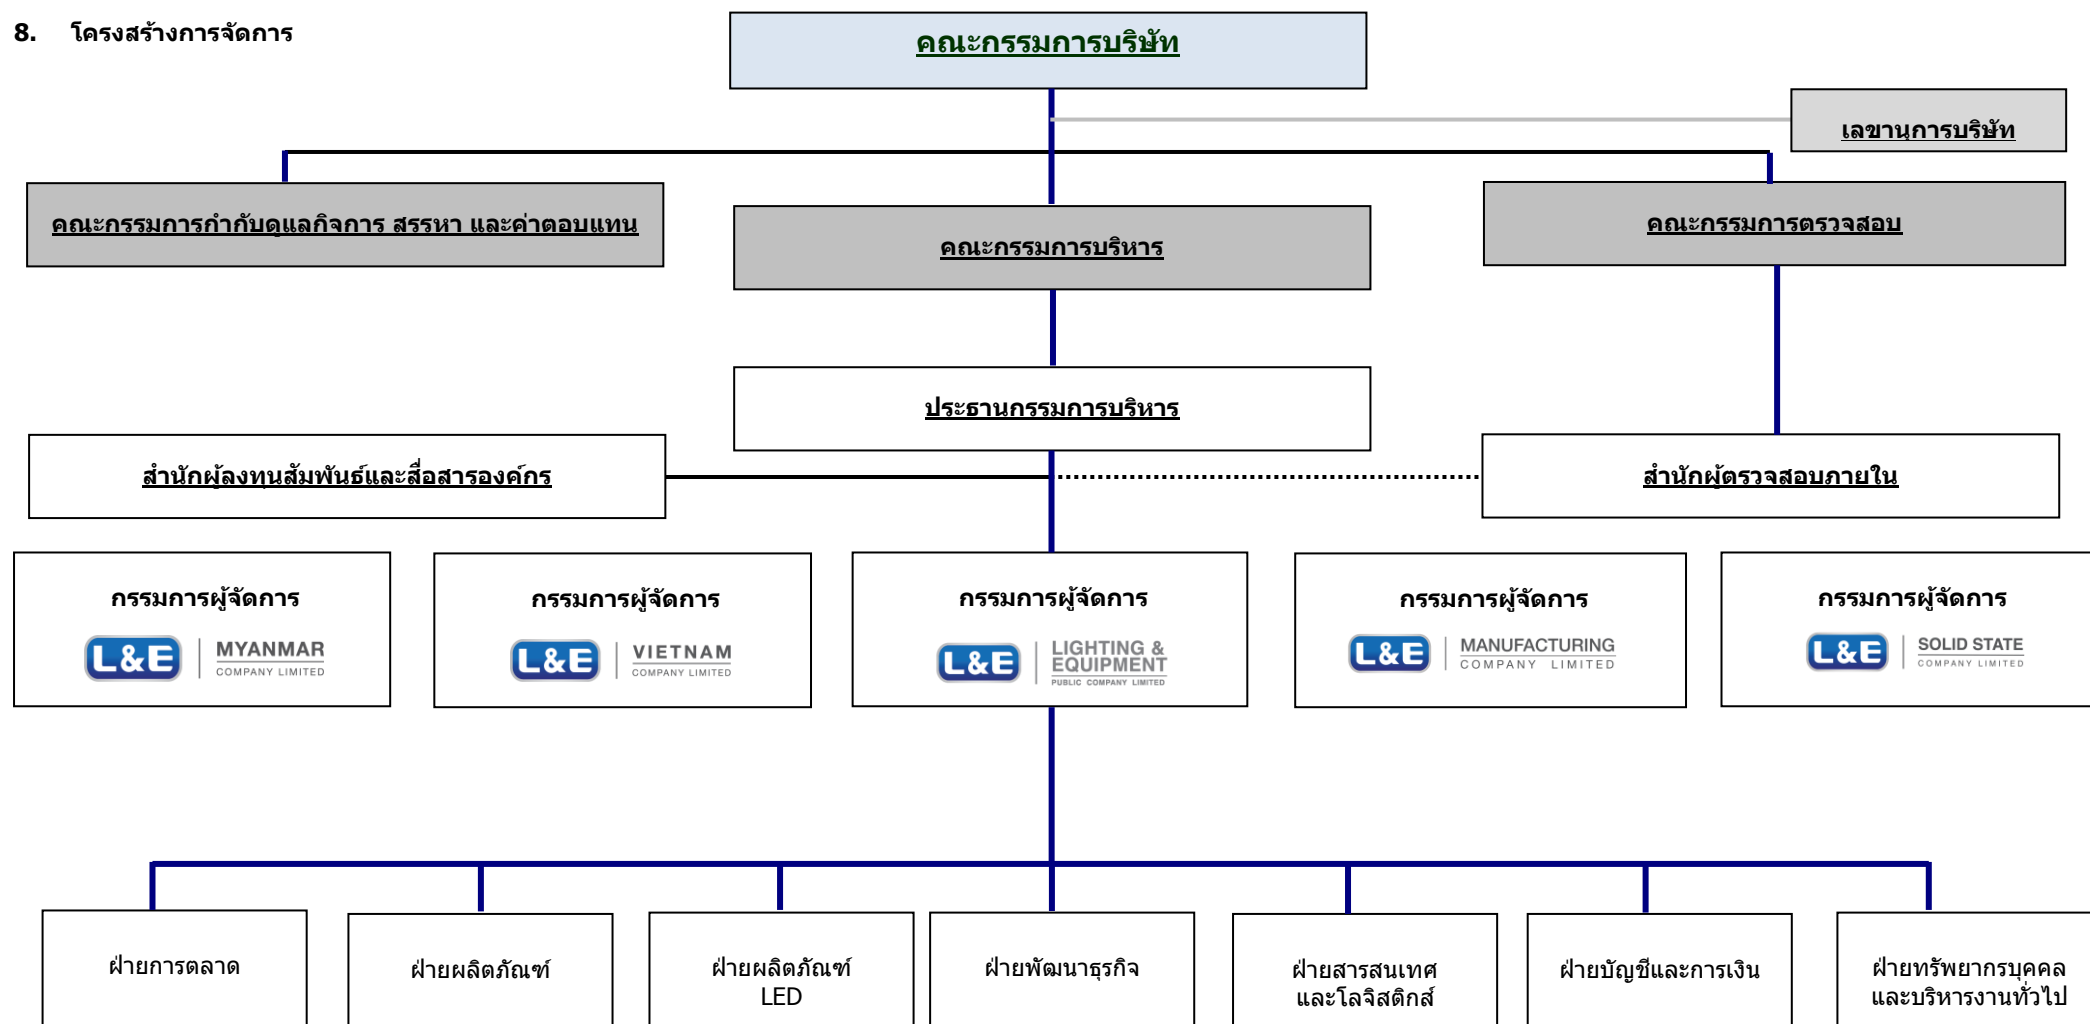 8. โครงสร้างการจัดการ
คณะกรรมการบริษัท
เลขานุการบริษัท
คณะกรรมการกำกับดูแลกิจการ สรรหา และค่าตอบแทน
คณะกรรมการบริหาร
คณะกรรมการตรวจสอบ
ประธานกรรมการบริหาร
สำนักผู้ลงทุนสัมพันธ์และสื่อสารองค์กร
สำนักผู้ตรวจสอบภายใน
กรรมการผู้จัดการ
L&E MYANMAR
COMPANY LIMITED
กรรมการผู้จัดการ
L&E VIETNAM
COMPANY LIMITED
กรรมการผู้จัดการ
L&E LIGHTING &
EQUIPMENT
PUBLIC COMPANY LIMITED
กรรมการผู้จัดการ
L&E MANUFACTURING
COMPANY LIMITED
กรรมการผู้จัดการ
L&E SOLID STATE
COMPANY LIMITED
ฝ่ายการตลาด
ฝ่ายผลิตภัณฑ์
ฝ่ายผลิตภัณฑ์
LED
ฝ่ายพัฒนาธุรกิจ
ฝ่ายสารสนเทศ
และโลจิสติกส์
ฝ่ายบัญชีและการเงิน
ฝ่ายทรัพยากรบุคคล
และบริหารงานทั่วไป